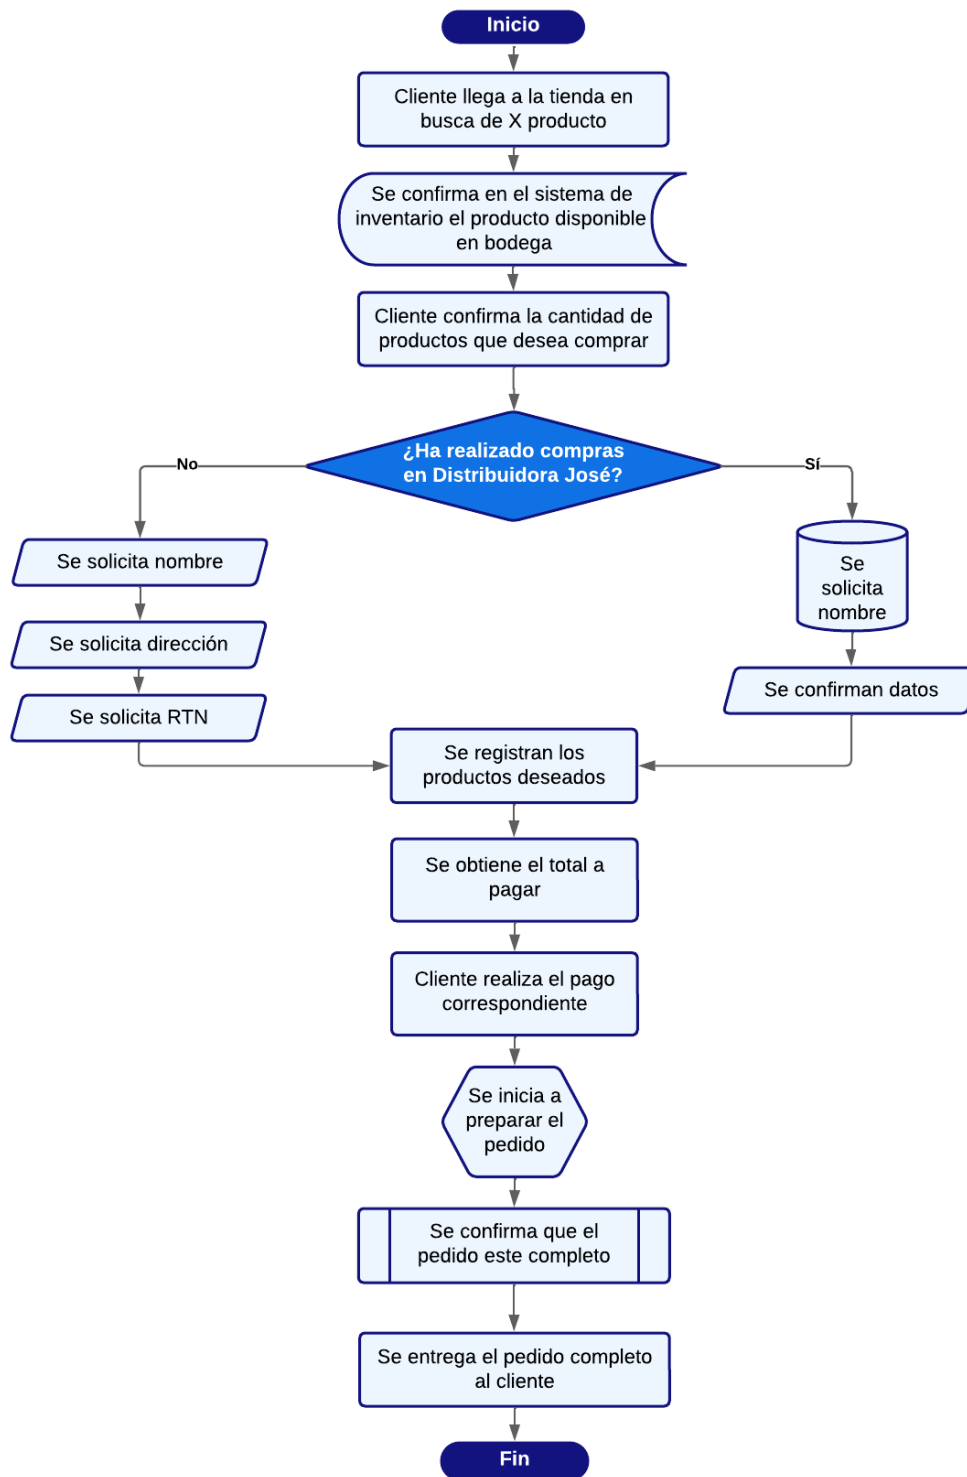 Inicio
Cliente llega a la tienda en
busca de X producto
Se confirma en el sistema de
inventario el producto disponible
en bodega
Cliente confirma la cantidad de
productos que desea comprar
¿Ha realizado compras
en Distribuidora José?
No
Sí
Se solicita nombre
Se solicita dirección
Se solicita RTN
Se
solicita
nombre
Se confirman datos
Se registran los
productos deseados
Se obtiene el total a
pagar
Cliente realiza el pago
correspondiente
Se inicia a
preparar el
pedido
Se confirma que el
pedido este completo
Se entrega el pedido completo
al cliente
Fin